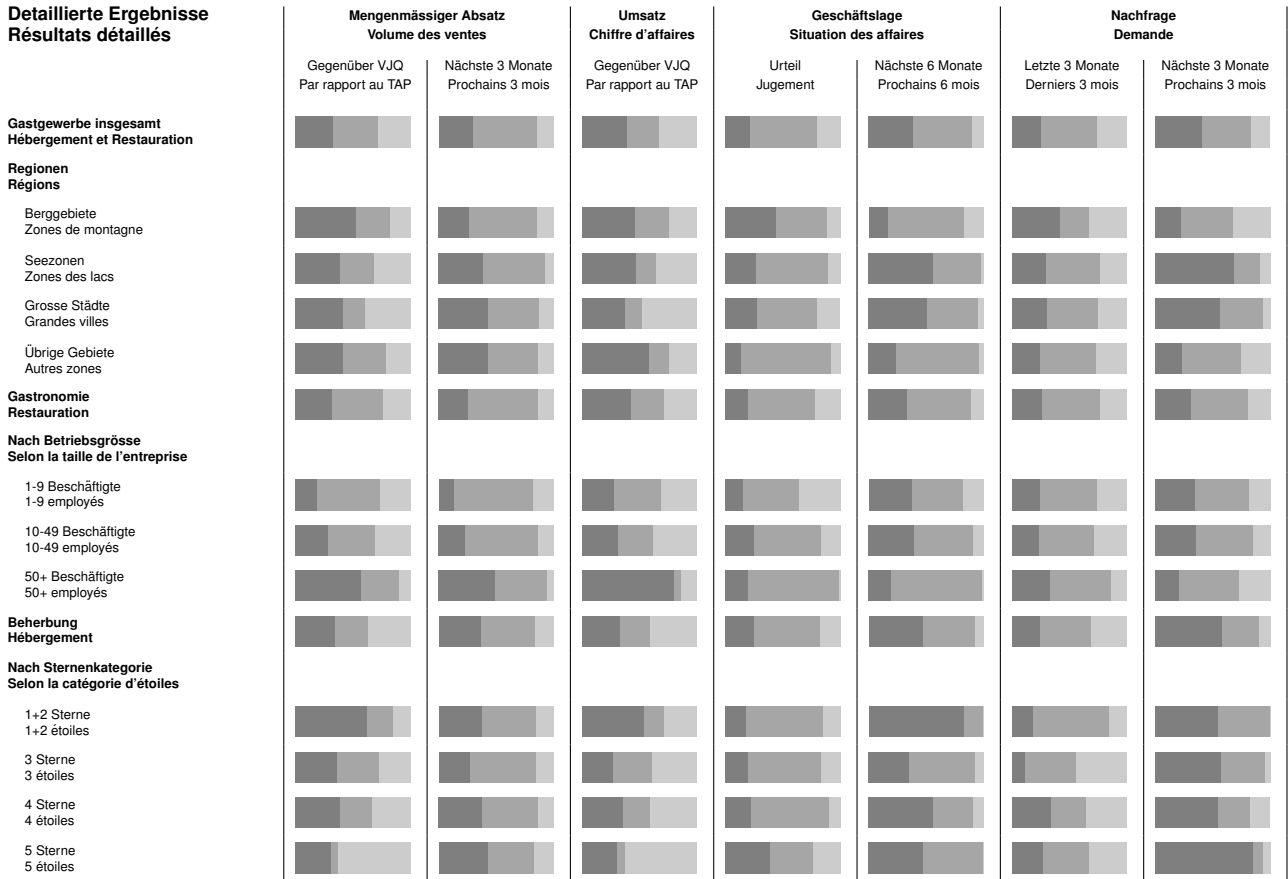 Detaillierte Ergebnisse
Résultats détaillés
Mengenmässiger Absatz
Volume des ventes
Umsatz
Chiffre d'affaires
Geschäftslage
Situation des affaires
Nachfrage
Demande
Gegenüber VJQ
Par rapport au TAP
Nächste 3 Monate
Prochains 3 mois
Gegenüber VJQ
Par rapport au TAP
Urteil
Jugement
Nächste 6 Monate
Prochains 6 mois
Letzte 3 Monate
Derniers 3 mois
Nächste 3 Monate
Prochains 3 mois
Gastgewerbe insgesamt
Hébergement et Restauration
Regionen
Régions
Berggebiete
Zones de montagne
Seezonen
Zones des lacs
Grosse Städte
Grandes villes
Übrige Gebiete
Autres zones
Gastronomie
Restauration
Nach Betriebsgrösse
Selon la taille de l'entreprise
1-9 Beschäftigte
1-9 employés
10-49 Beschäftigte
10-49 employés
50+ Beschäftigte
50+ employés
Beherbung
Hébergement
Nach Sternenkategorie
Selon la catégorie d'étoiles
1+2 Sterne
1+2 étoiles
3 Sterne
3 étoiles
4 Sterne
4 étoiles
5 Sterne
5 étoiles